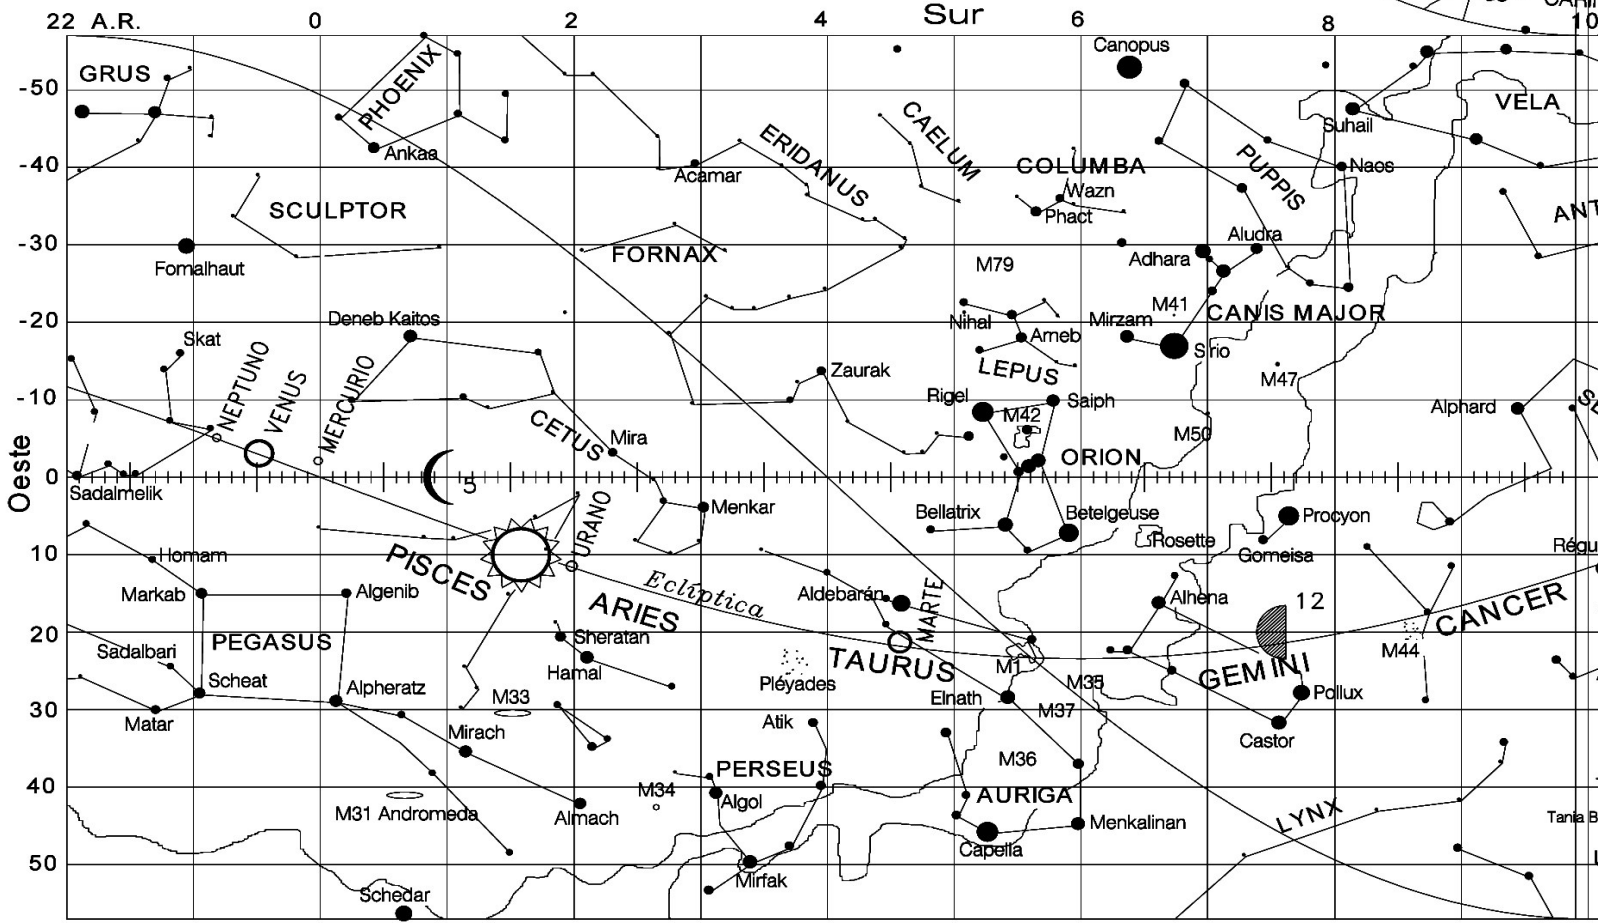 22 A.R. 0 2 4 Sur 6 8 10
Canopus
GRUS
PHOENIX
-50
VELA
Suhail
CAELUM
ERIDANUS
Ankaa
COLUMBA
PUPPIS
-40
Acamar
Naos
Wazn
SCULPTOR
Phact
ANT
Aludra
-30
FORNAX
Adhara
Fomalhaut
M79
M41
CANIS MAJOR
-20
Deneb Kaitos
Nihal
Mirzam
Skat
Arneb
Sirio
NEPTUNO
VENUS
MERCURIO
Zaurak
LEPUS
M47
-10
Rigel
Saiph
Alphard
SE
M42
CETUS
Mira
M50
ORION
Oeste
0
5
Sadalmelik
URANO
Menkar
Bellatrix
Betelgeuse
Procyon
10
Homam
PISCES
Rosette
Gomeisa
Régu
Eclíptica
Markab
Algenib
ARIES
Aldebarán
MARTE
Alhena
12
CANCER
20
PEGASUS
Sheratan
Sadalbari
Hamal
TAURUS
M1
GEMINI
M44
Scheat
Alpheratz
Pléyades
M35
30
Matar
M33
Elnath
M37
Pollux
Mirach
Atik
Castor
M36
40
PERSEUS
M34
Algol
AURIGA
M31 Andromeda
Almach
Menkalinan
LYNX
Tania B
50
Capella
Mirfak
L
Schedar